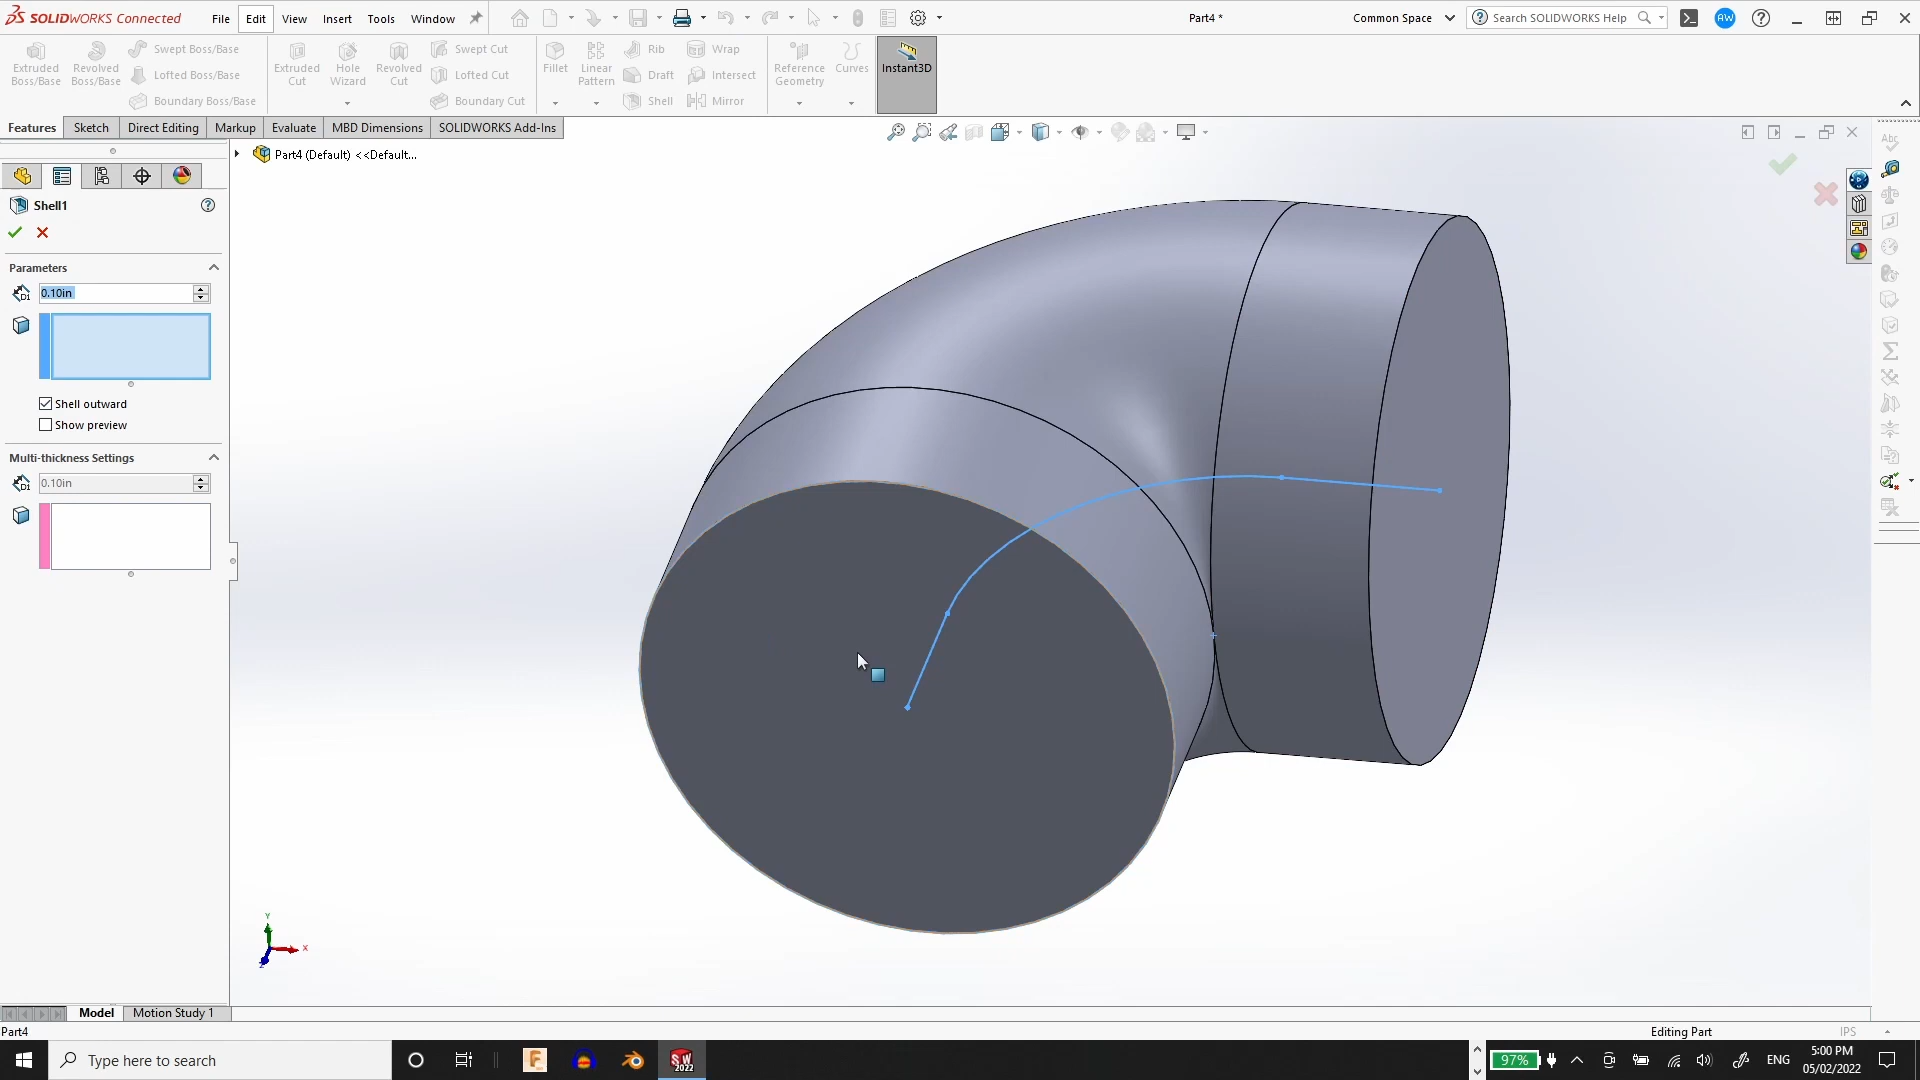 SOLIDWORKS Connected
File Edit View Insert Tools Window
Part4 *
Common Space
Search SOLIDWORKS Help
AW
Extruded Boss/Base
Revolved Boss/Base
Swept Boss/Base
Lofted Boss/Base
Boundary Boss/Base
Extruded Cut
Hole Wizard
Revolved Cut
Swept Cut
Lofted Cut
Boundary Cut
Fillet
Linear Pattern
Rib
Draft
Shell
Wrap
Intersect
Mirror
Reference Geometry
Curves
Instant3D
Features Sketch Direct Editing Markup Evaluate MBD Dimensions SOLIDWORKS Add-Ins
Part4 (Default) <<Default...
Shell1
Parameters
0.10in
Shell outward
Show preview
Multi-thickness Settings
0.10in
Y
X
Z
Model Motion Study 1
Part4
Editing Part
IPS
Type here to search
SW 2022
97%
ENG
5:00 PM
05/02/2022